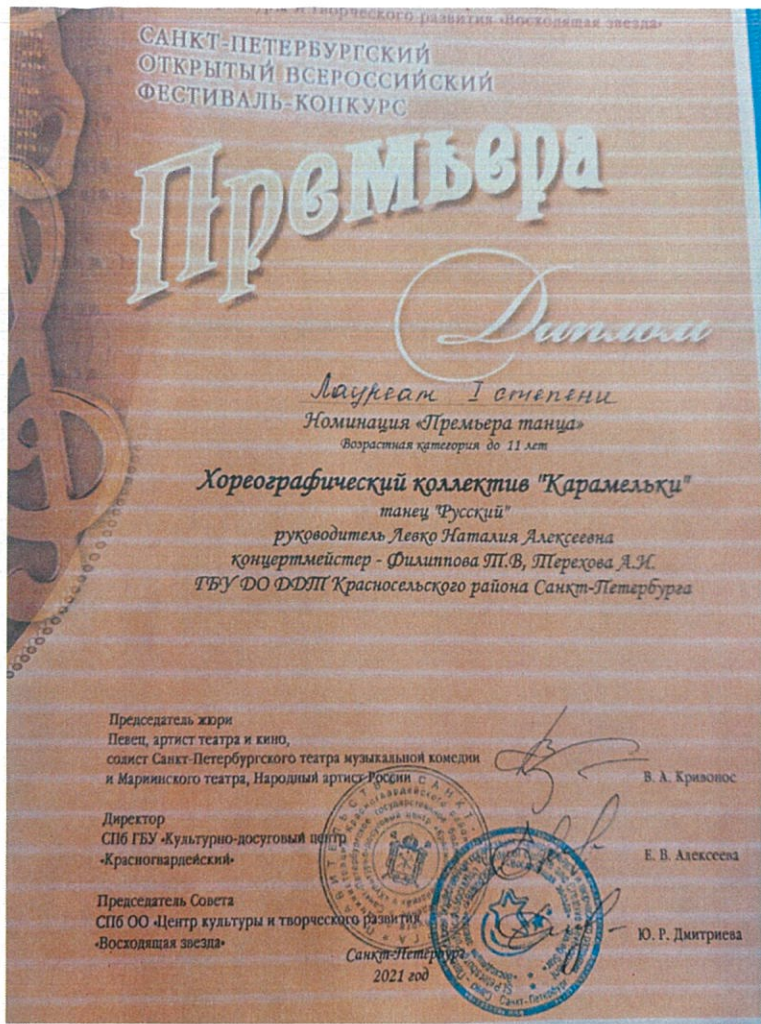 и творческого развития «Восходящая звезда»
САНКТ-ПЕТЕРБУРГСКИЙ
ОТКРЫТЫЙ ВСЕРОССИЙСКИЙ
ФЕСТИВАЛЬ-КОНКУРС
Премьера
Диплом
Лауреат I степени
Номинация «Премьера танца»
Возрастная категория до 11 лет
Хореографический коллектив "Карамельки"
танец "Русский"
руководитель Левко Наталия Алексеевна
концертмейстер - Филиппова Т.В, Терехова А.И.
ГБУ ДО ДДТ Красносельского района Санкт-Петербурга
Председатель жюри
Певец, артист театра и кино,
солист Санкт-Петербургского театра музыкальной комедии
и Мариинского театра, Народный артист России
В. А. Кривонос
Директор
СПб ГБУ «Культурно-досуговый центр
«Красногвардейский»
Е. В. Алексеева
Председатель Совета
СПб ОО «Центр культуры и творческого развития
«Восходящая звезда»
Ю. Р. Дмитриева
Санкт-Петербург
2021 год